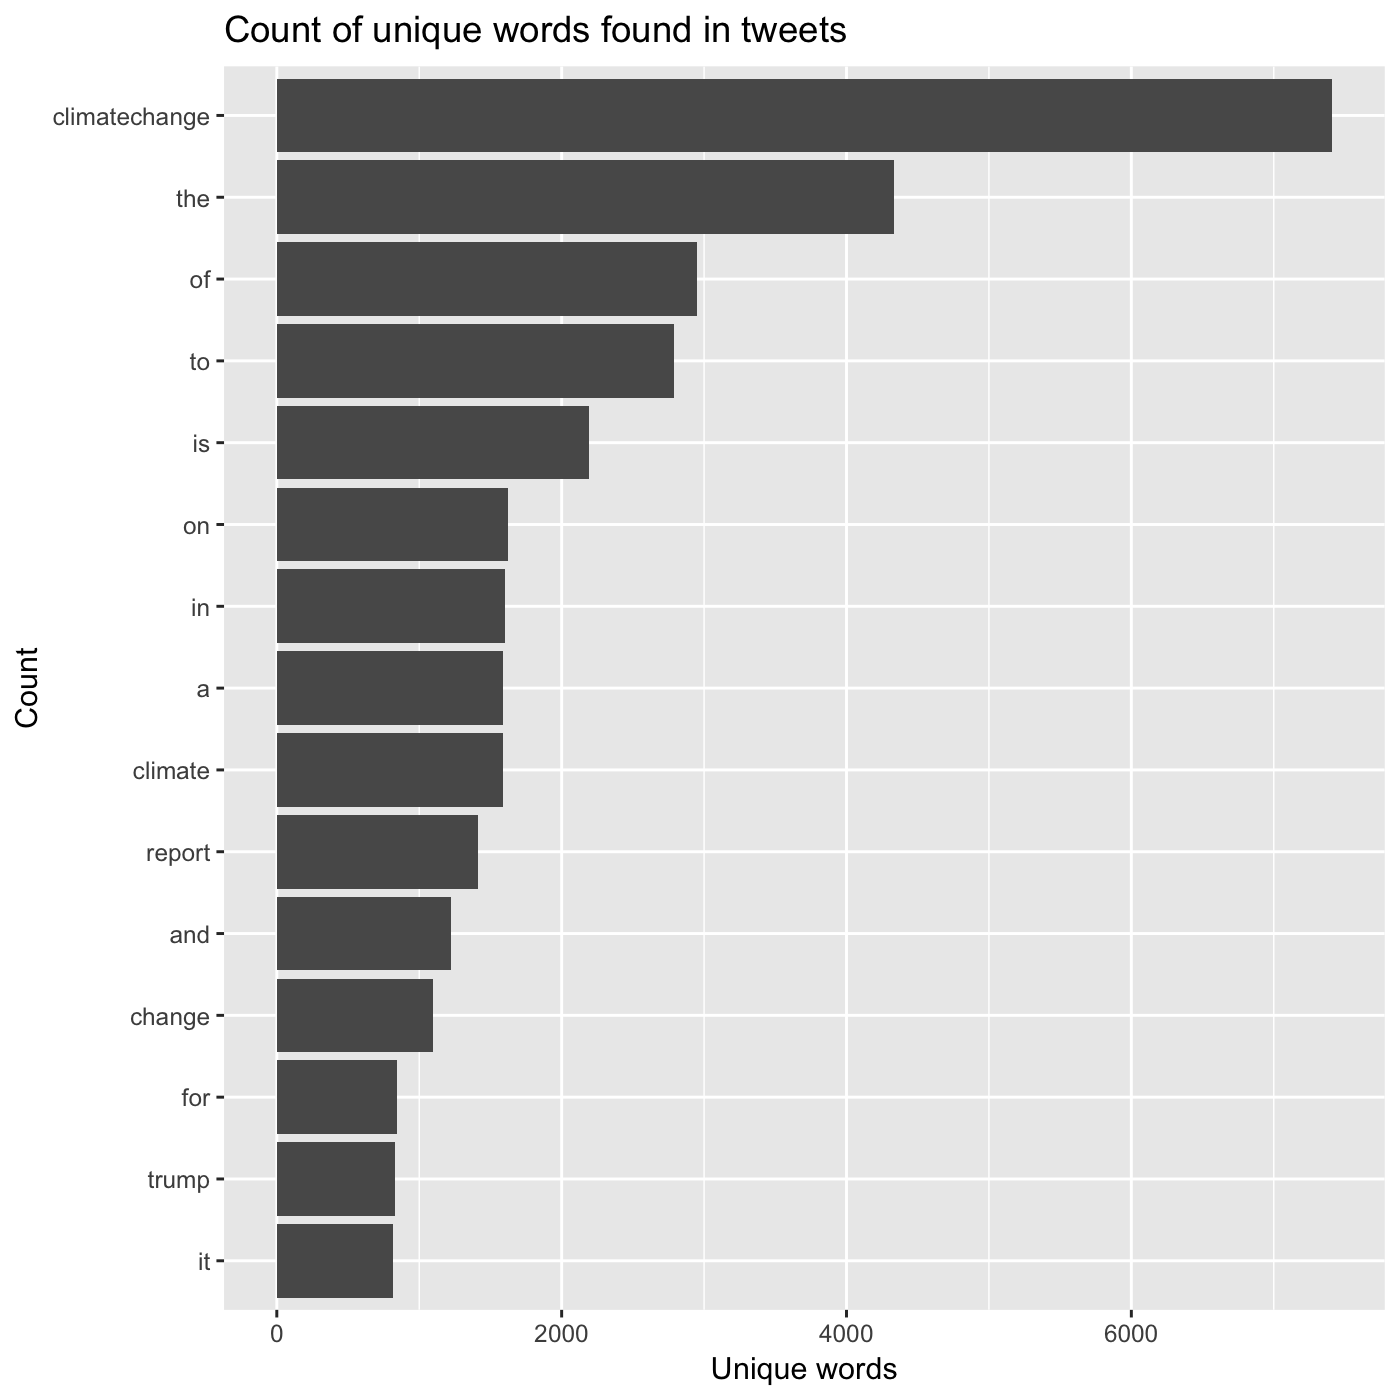 Count of unique words found in tweets
climatechange
the
of
to
is
on
in
a
climate
report
and
change
for
trump
it
Count
0 2000 4000 6000
Unique words